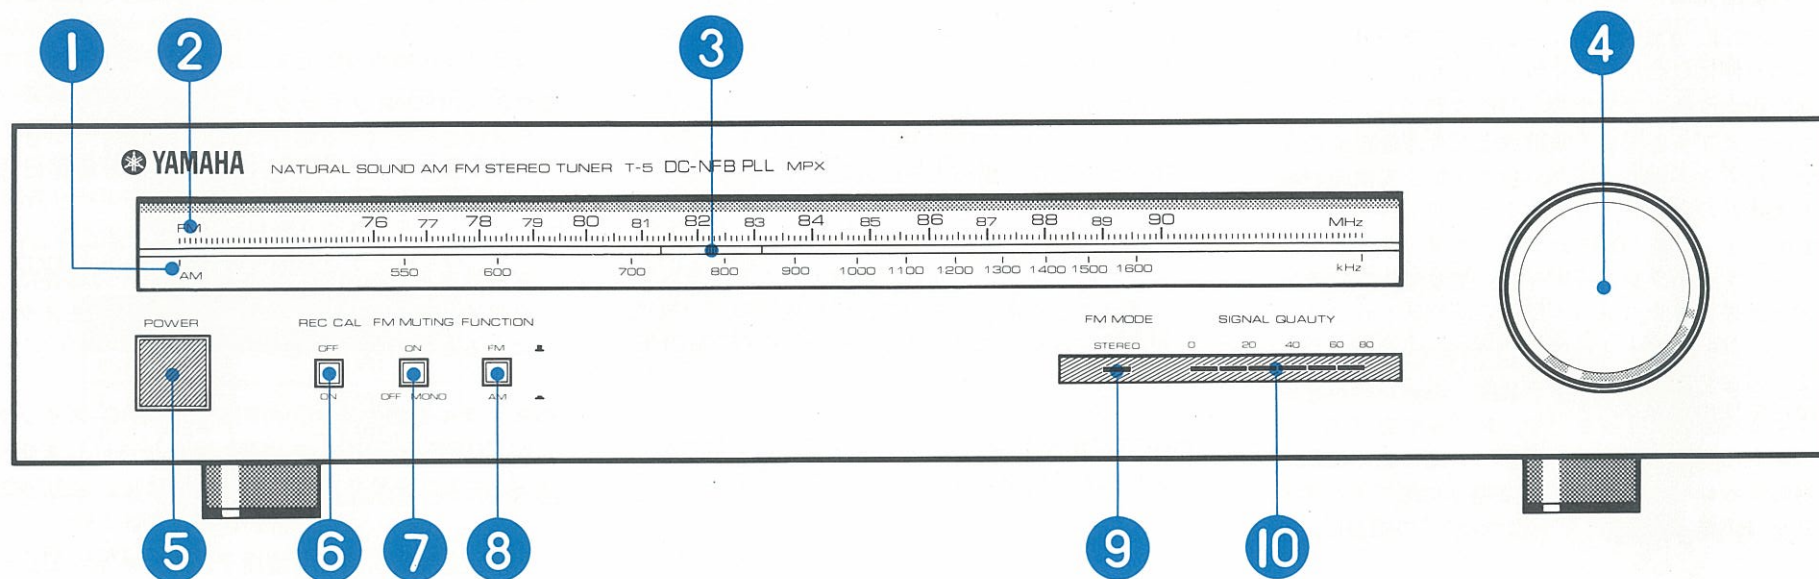 1 2 3 4
YAMAHA NATURAL SOUND AM FM STEREO TUNER T-5 DC-NFB PLL MPX
FM 76 77 78 79 80 81 82 83 84 85 86 87 88 89 90 MHz
AM 550 600 700 800 900 1000 1100 1200 1300 1400 1500 1600 kHz
POWER REC CAL FM MUTING FUNCTION FM MODE SIGNAL QUALITY
OFF ON FM STEREO 0 20 40 60 80
ON OFF MONO AM
5 6 7 8 9 10